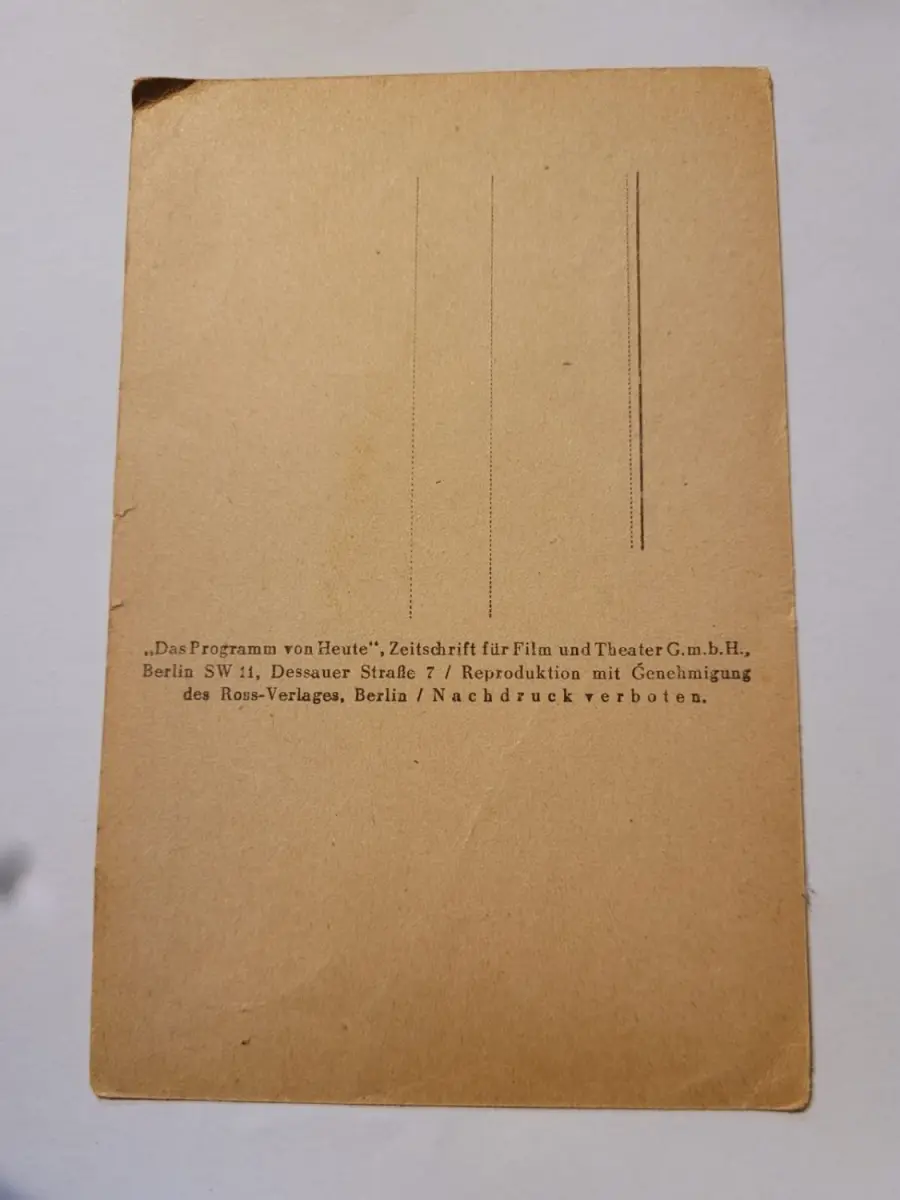 „Das Programm von Heute“, Zeitschrift für Film und Theater G.m.b.H.,
Berlin SW 11, Dessauer Straße 7 / Reproduktion mit Genehmigung
des Ross-Verlages, Berlin / Nachdruck verboten.